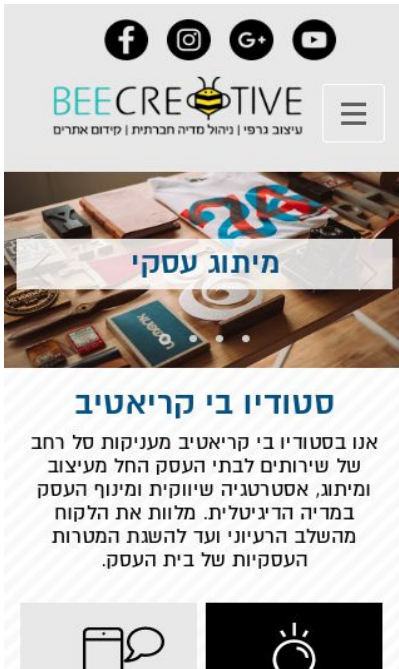 BEECREATIVE
עיצוב גרפי | ניהול מדיה חברתית | קידום אתרים
מיתוג עסקי
סטודיו בי קריאטיב
אנו בסטודיו בי קריאטיב מעניקות סל רחב
של שירותים לבתי העסק החל מעיצוב
ומיתוג, אסטרטגיה שיווקית ומינוף העסק
במדיה הדיגיטלית. מלוות את הלקוח
מהשלב הרעיוני ועד להשגת המטרות
העסקיות של בית העסק.